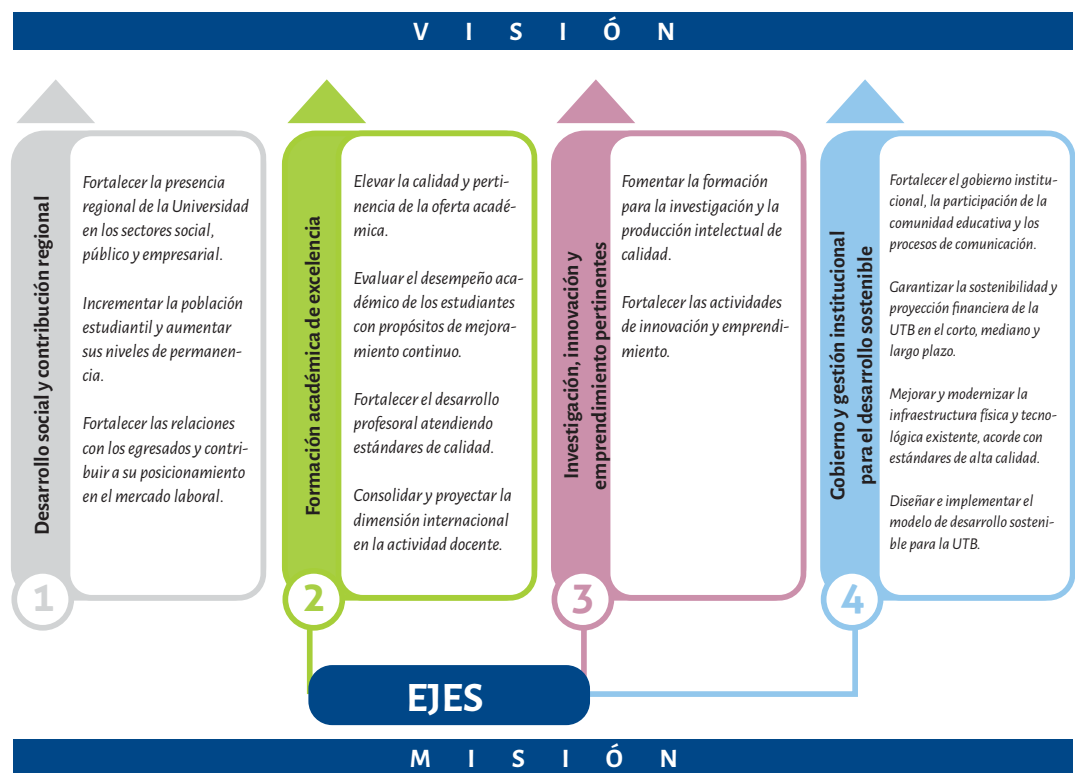 V I S I Ó N
Desarrollo social y contribución regional
Fortalecer la presencia
regional de la Universidad
en los sectores social,
público y empresarial.
Incrementar la población
estudiantil y aumentar
sus niveles de permanen-
cia.
Fortalecer las relaciones
con los egresados y contri-
buir a su posicionamiento
en el mercado laboral.
1
Formación académica de excelencia
Elevar la calidad y perti-
nencia de la oferta acadé-
mica.
Evaluar el desempeño aca-
démico de los estudiantes
con propósitos de mejora-
miento continuo.
Fortalecer el desarrollo
profesoral atendiendo
estándares de calidad.
Consolidar y proyectar la
dimensión internacional
en la actividad docente.
2
Investigación, innovación y
emprendimiento pertinentes
Fomentar la formación
para la investigación y la
producción intelectual de
calidad.
Fortalecer las actividades
de innovación y emprendi-
miento.
3
Gobierno y gestión institucional
para el desarrollo sostenible
Fortalecer el gobierno institu-
cional, la participación de la
comunidad educativa y los
procesos de comunicación.
Garantizar la sostenibilidad y
proyección financiera de la
UTB en el corto, mediano y
largo plazo.
Mejorar y modernizar la
infraestructura física y tecno-
lógica existente, acorde con
estándares de alta calidad.
Diseñar e implementar el
modelo de desarrollo sosteni-
ble para la UTB.
4
EJES
M I S I Ó N